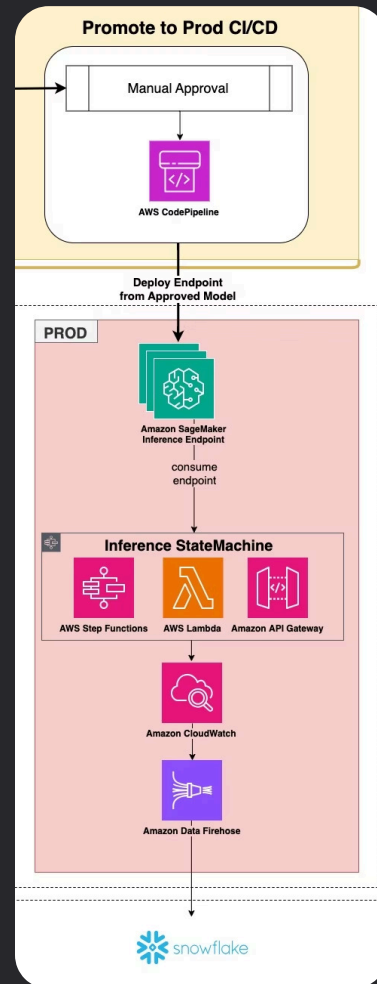 Promote to Prod CI/CD
Manual Approval
</>
AWS CodePipeline
Deploy Endpoint
from Approved Model
PROD
Amazon SageMaker
Inference Endpoint
consume
endpoint
Inference StateMachine
</>
AWS Step Functions
AWS Lambda
Amazon API Gateway
Amazon CloudWatch
Amazon Data Firehose
snowflake